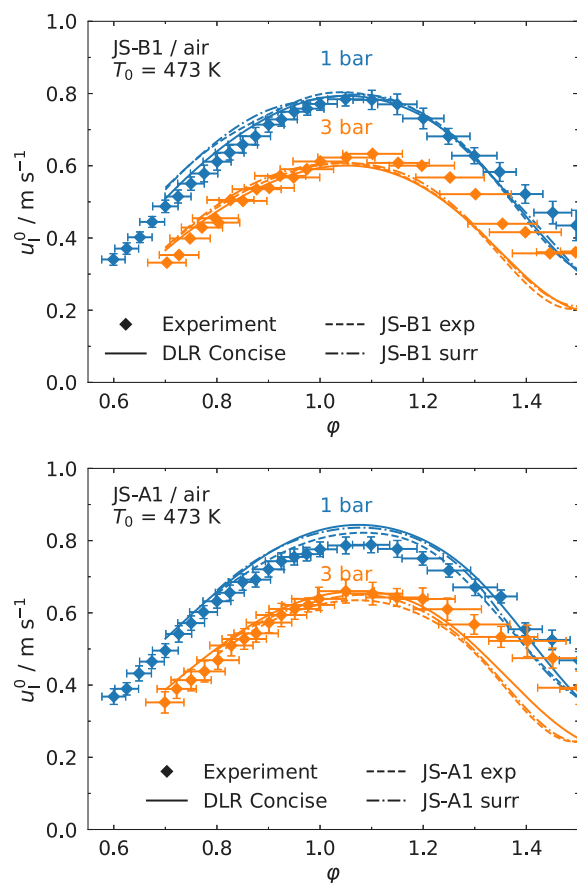 JS-B1 / air
T₀ = 473 K
1 bar
3 bar
1.0
0.8
0.6
0.4
0.2
0.0
u_l⁰ / m s⁻¹
Experiment
DLR Concise
JS-B1 exp
JS-B1 surr
0.6 0.8 1.0 1.2 1.4
φ
JS-A1 / air
T₀ = 473 K
1 bar
3 bar
1.0
0.8
0.6
0.4
0.2
0.0
u_l⁰ / m s⁻¹
Experiment
DLR Concise
JS-A1 exp
JS-A1 surr
0.6 0.8 1.0 1.2 1.4
φ